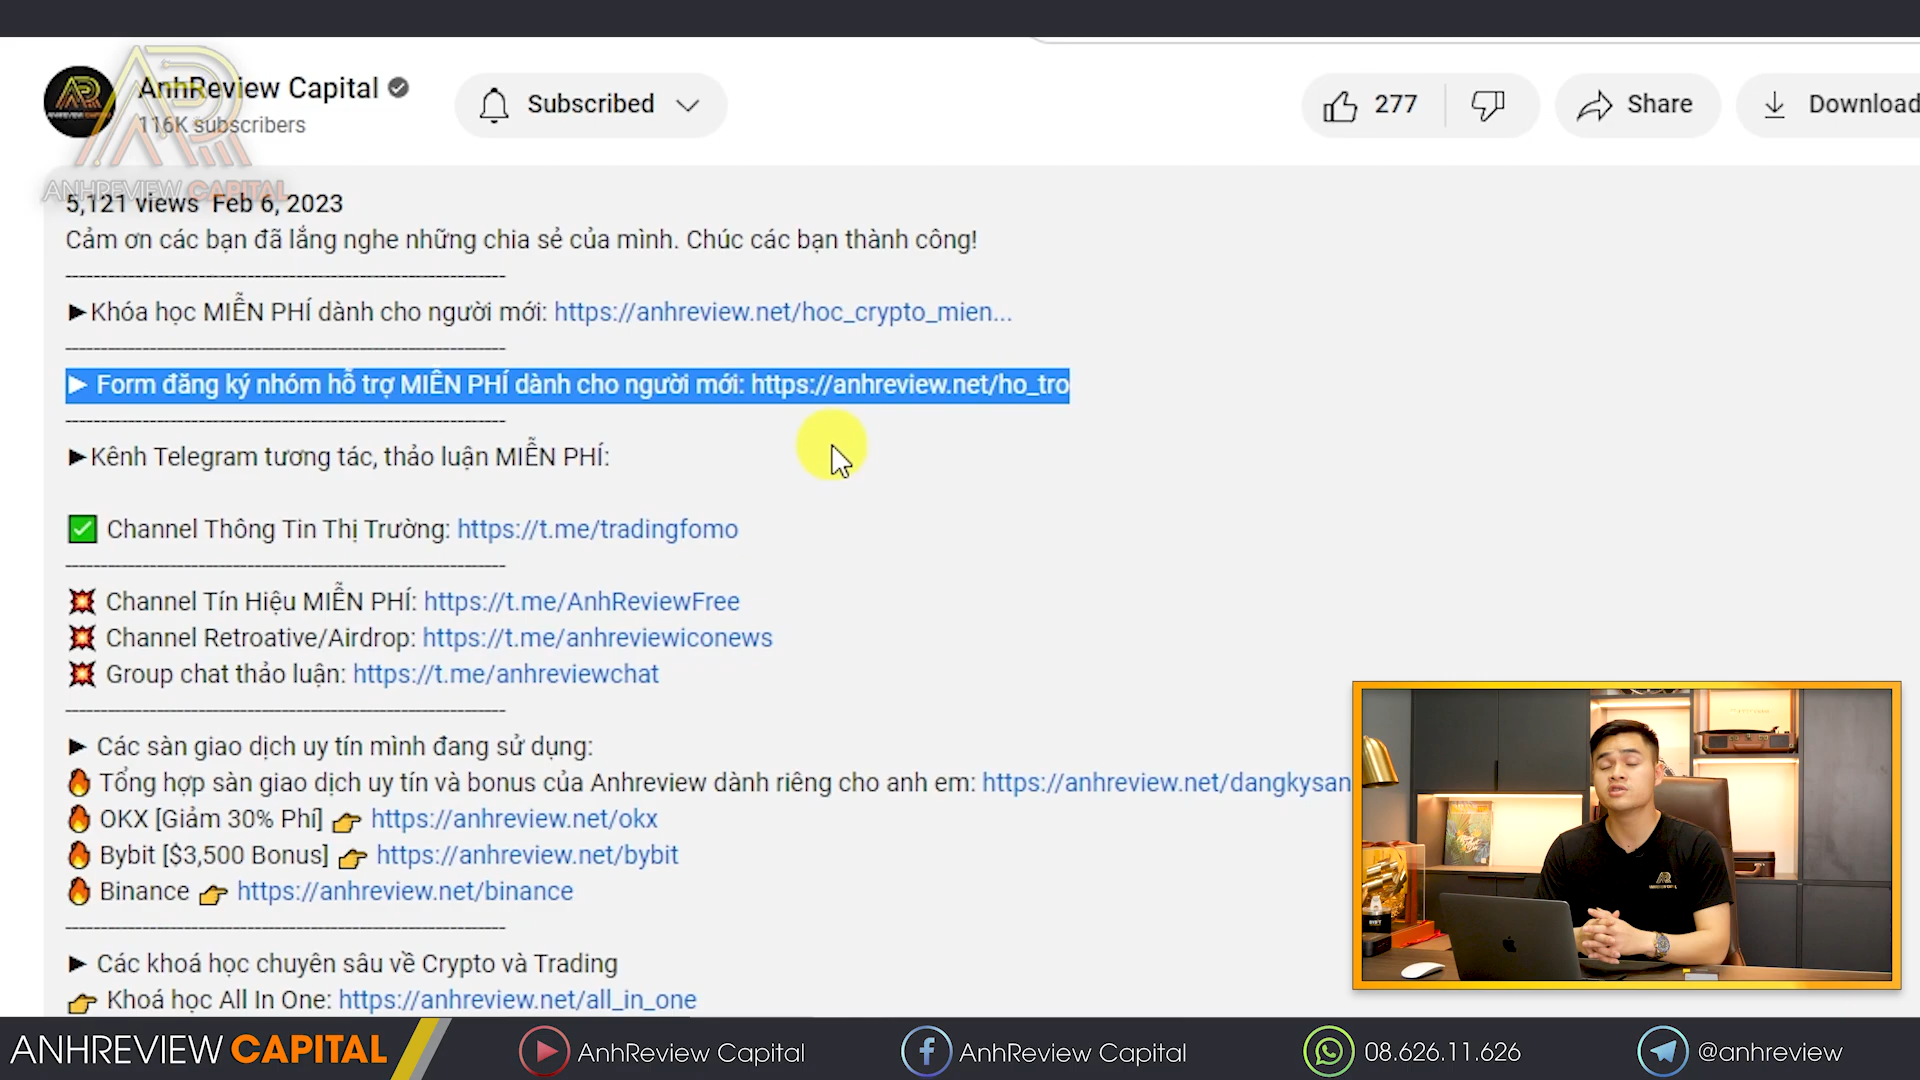 AnhReview Capital
116K subscribers
Subscribed
277
Share
Download
ANHREVIEW CAPITAL
5,121 views Feb 6, 2023
Cảm ơn các bạn đã lắng nghe những chia sẻ của mình. Chúc các bạn thành công!
-------------------------------------------------------------
►Khóa học MIỄN PHÍ dành cho người mới: https://anhreview.net/hoc_crypto_mien...
-------------------------------------------------------------
► Form đăng ký nhóm hỗ trợ MIỄN PHÍ dành cho người mới: https://anhreview.net/ho_tro
-------------------------------------------------------------
►Kênh Telegram tương tác, thảo luận MIỄN PHÍ:
✅ Channel Thông Tin Thị Trường: https://t.me/tradingfomo
-------------------------------------------------------------
💥 Channel Tín Hiệu MIỄN PHÍ: https://t.me/AnhReviewFree
💥 Channel Retroative/Airdrop: https://t.me/anhreviewiconews
💥 Group chat thảo luận: https://t.me/anhreviewchat
-------------------------------------------------------------
► Các sàn giao dịch uy tín mình đang sử dụng:
🔥 Tổng hợp sàn giao dịch uy tín và bonus của Anhreview dành riêng cho anh em: https://anhreview.net/dangkysan
🔥 OKX [Giảm 30% Phí] 👉 https://anhreview.net/okx
🔥 Bybit [$3,500 Bonus] 👉 https://anhreview.net/bybit
🔥 Binance 👉 https://anhreview.net/binance
-------------------------------------------------------------
► Các khoá học chuyên sâu về Crypto và Trading
👉 Khoá học All In One: https://anhreview.net/all_in_one
ANHREVIEW CAPITAL
AnhReview Capital
AnhReview Capital
08.626.11.626
@anhreview